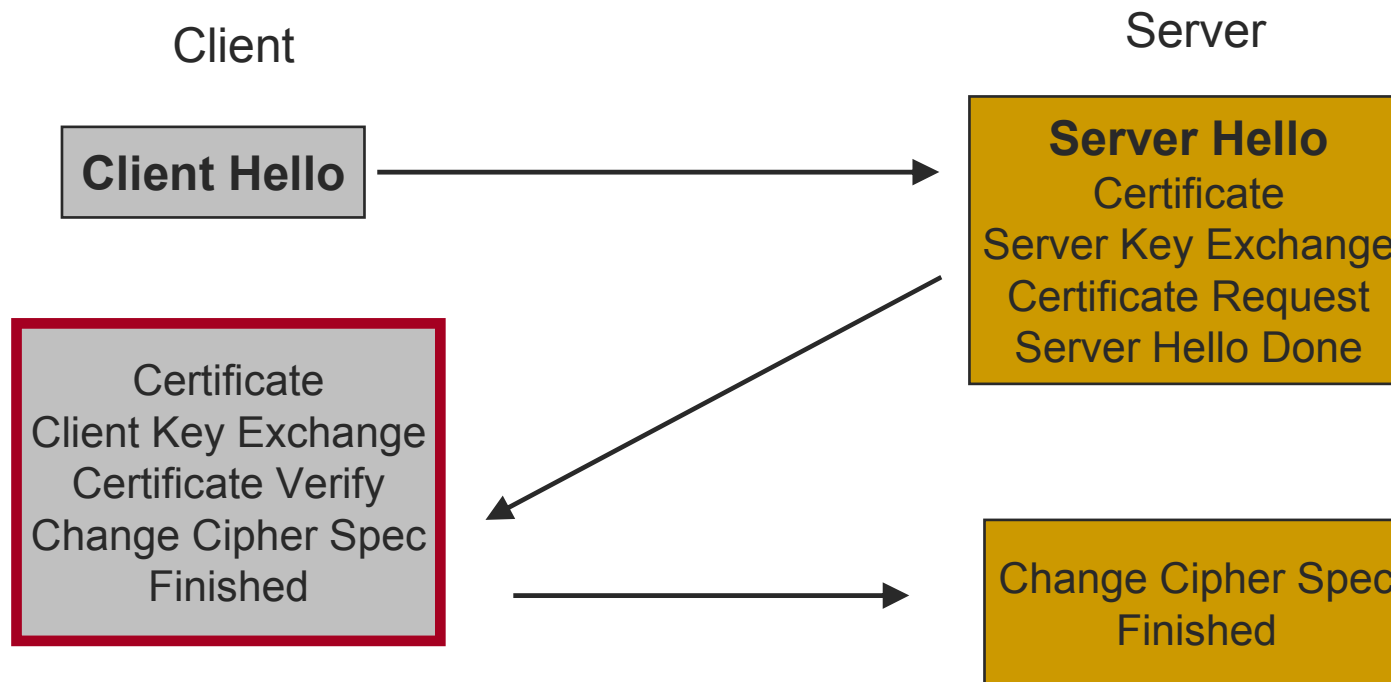 Client
Server
Client Hello
Server Hello
Certificate
Server Key Exchange
Certificate Request
Server Hello Done
Certificate
Client Key Exchange
Certificate Verify
Change Cipher Spec
Finished
Change Cipher Spec
Finished